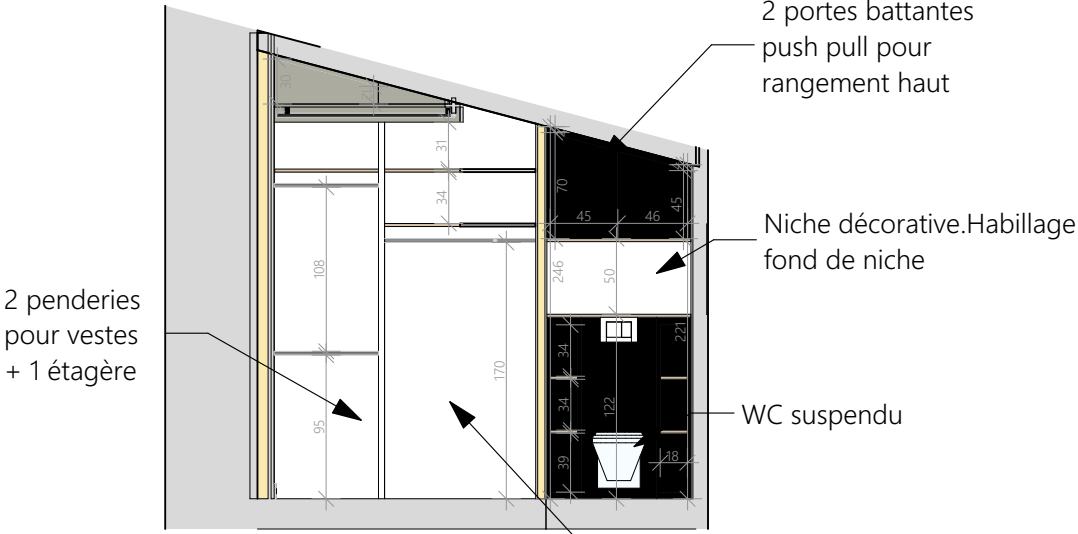 2 portes battantes
push pull pour
rangement haut
Niche décorative.Habillage
fond de niche
2 penderies
pour vestes
+ 1 étagère
WC suspendu
30
31
34
70
45
46
45
108
246
50
221
170
34
95
34
122
39
18